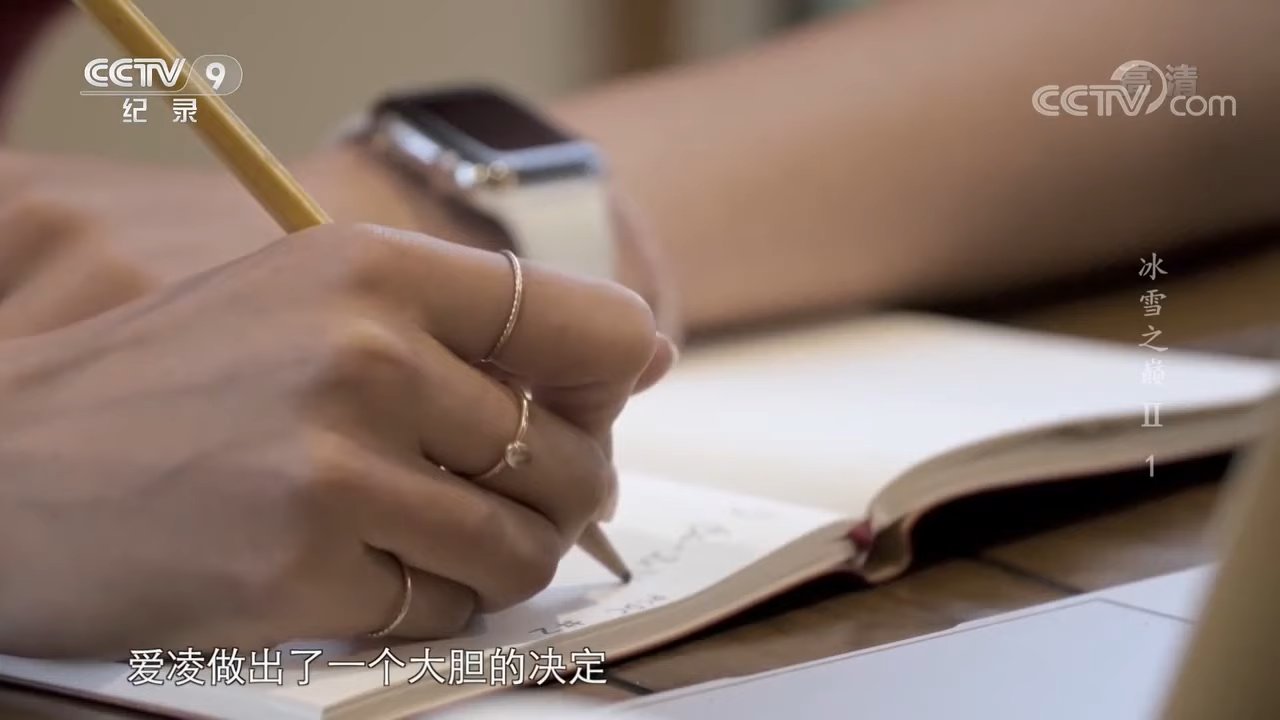 CCTV 9
纪录
高清
CCTV.com
冰雪之巅 Ⅱ 1
爱凌做出了一个大胆的决定